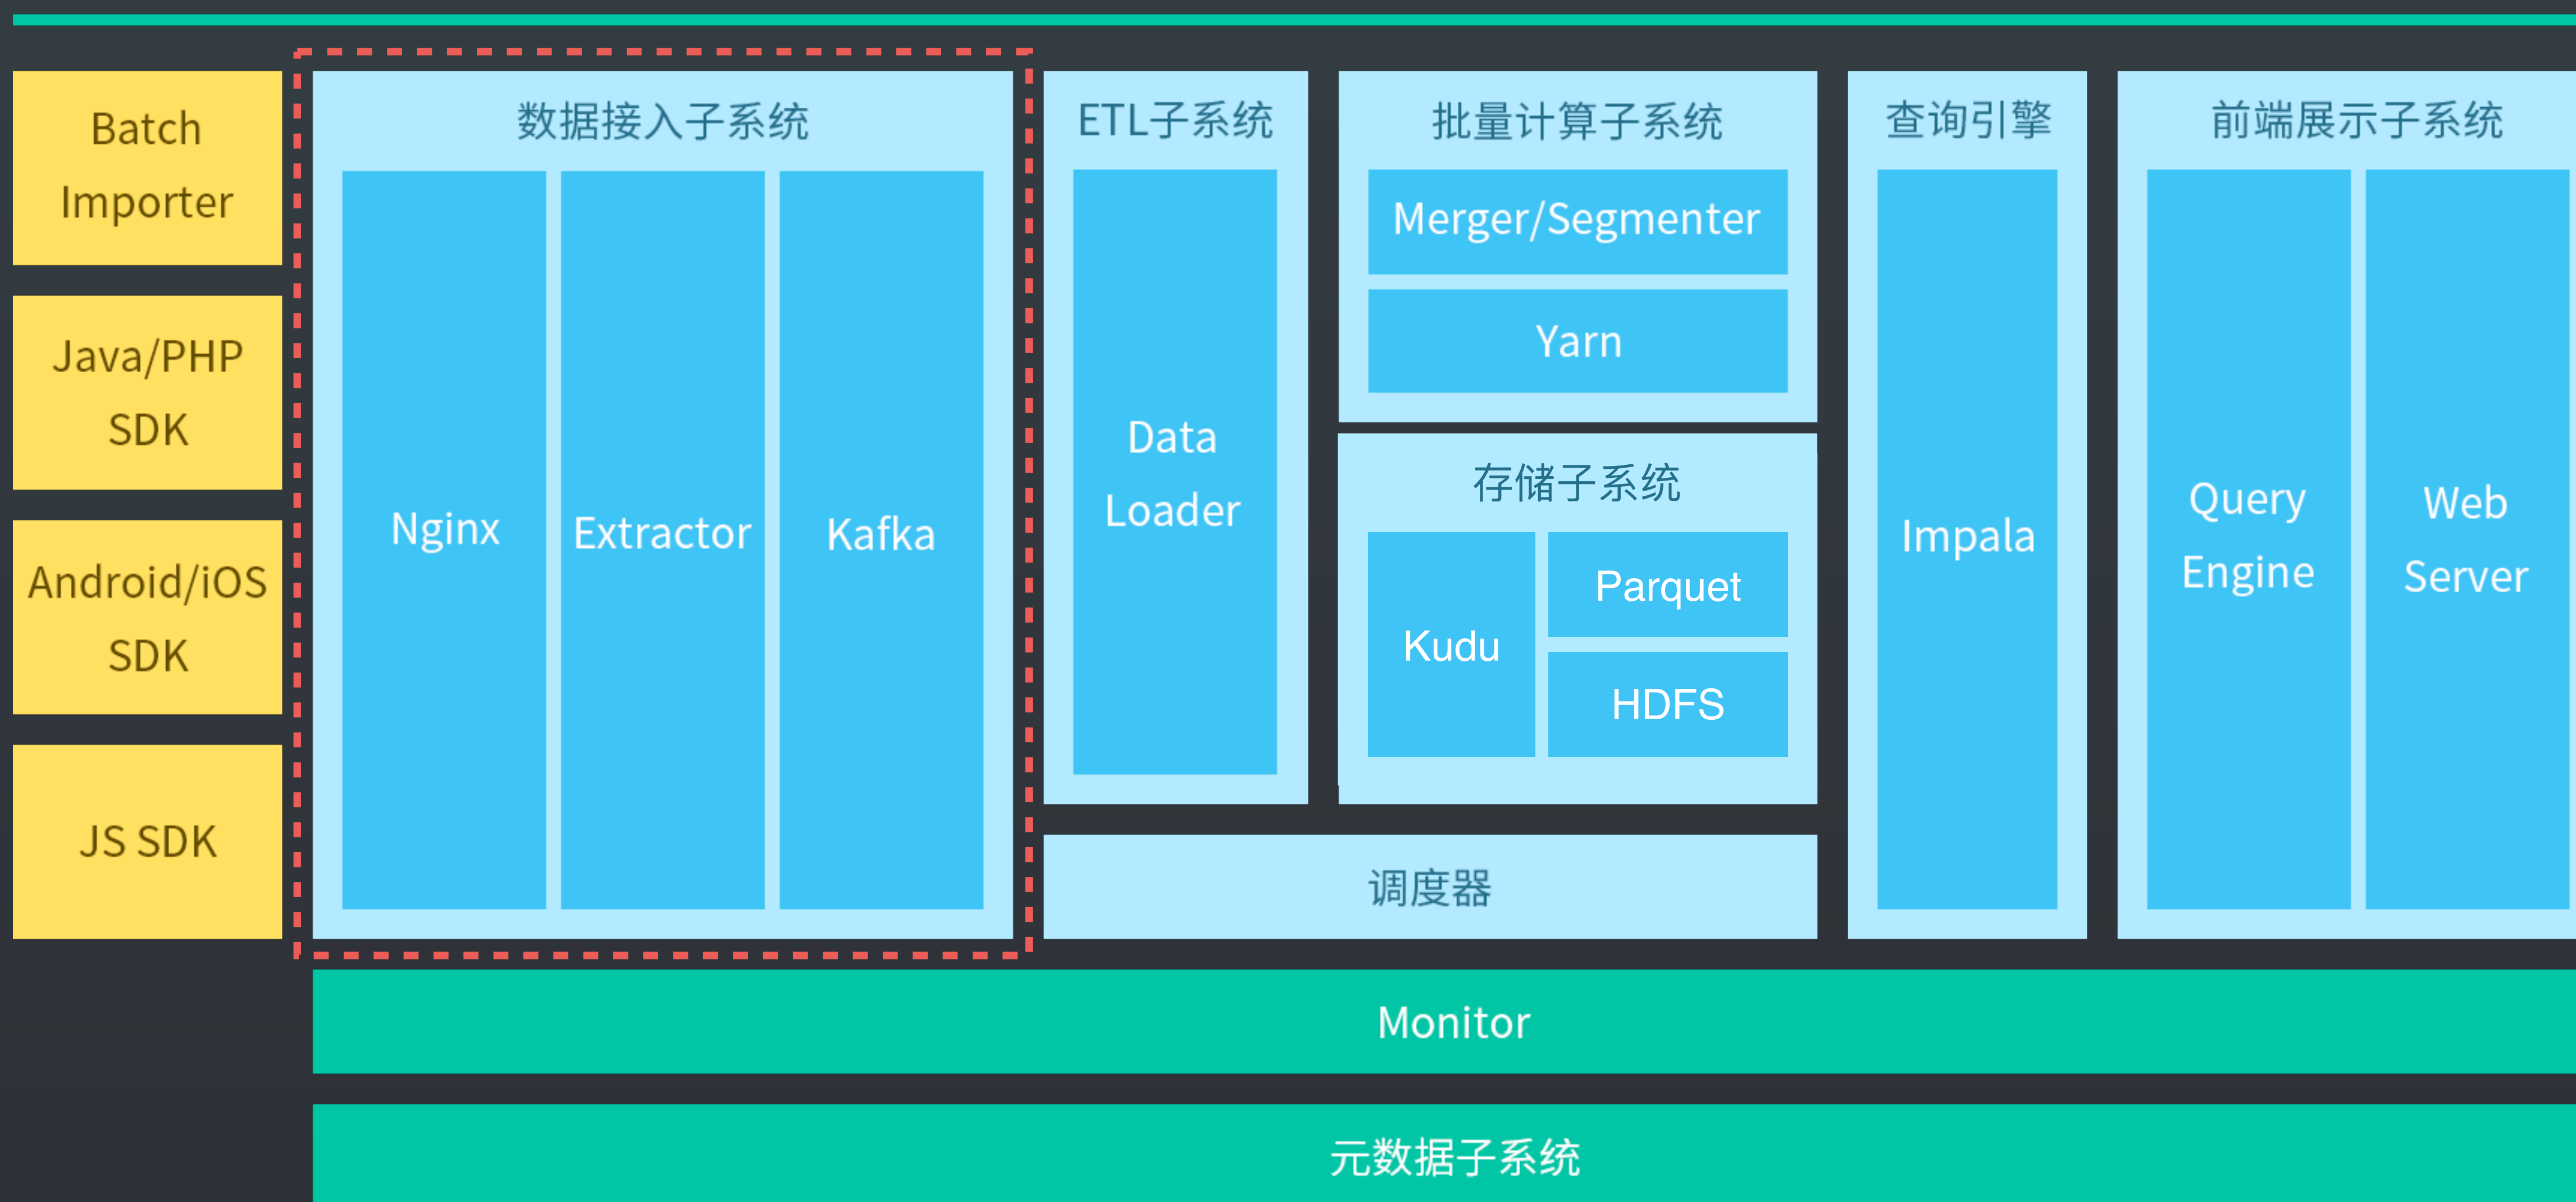 Batch
Importer
Java/PHP
SDK
Android/iOS
SDK
JS SDK
数据接入子系统
Nginx
Extractor
Kafka
ETL子系统
Data
Loader
批量计算子系统
Merger/Segmenter
Yarn
存储子系统
Kudu
Parquet
HDFS
调度器
查询引擎
Impala
前端展示子系统
Query
Engine
Web
Server
Monitor
元数据子系统